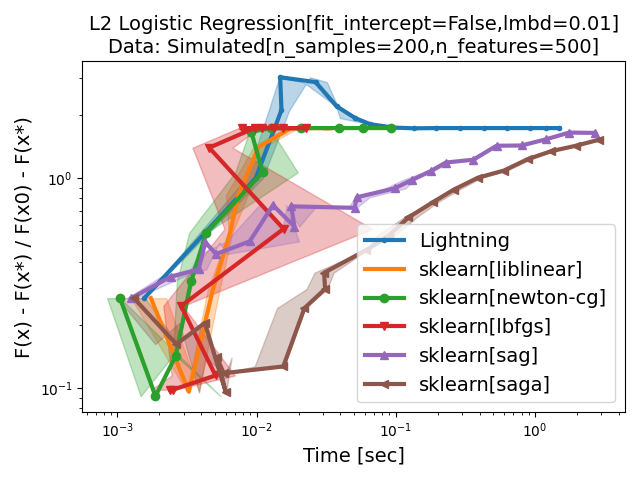 L2 Logistic Regression[fit_intercept=False,lmbd=0.01]
Data: Simulated[n_samples=200,n_features=500]
F(x) - F(x*) / F(x0) - F(x*)
10⁰
10⁻¹
Lightning
sklearn[liblinear]
sklearn[newton-cg]
sklearn[lbfgs]
sklearn[sag]
sklearn[saga]
10⁻³ 10⁻² 10⁻¹ 10⁰
Time [sec]